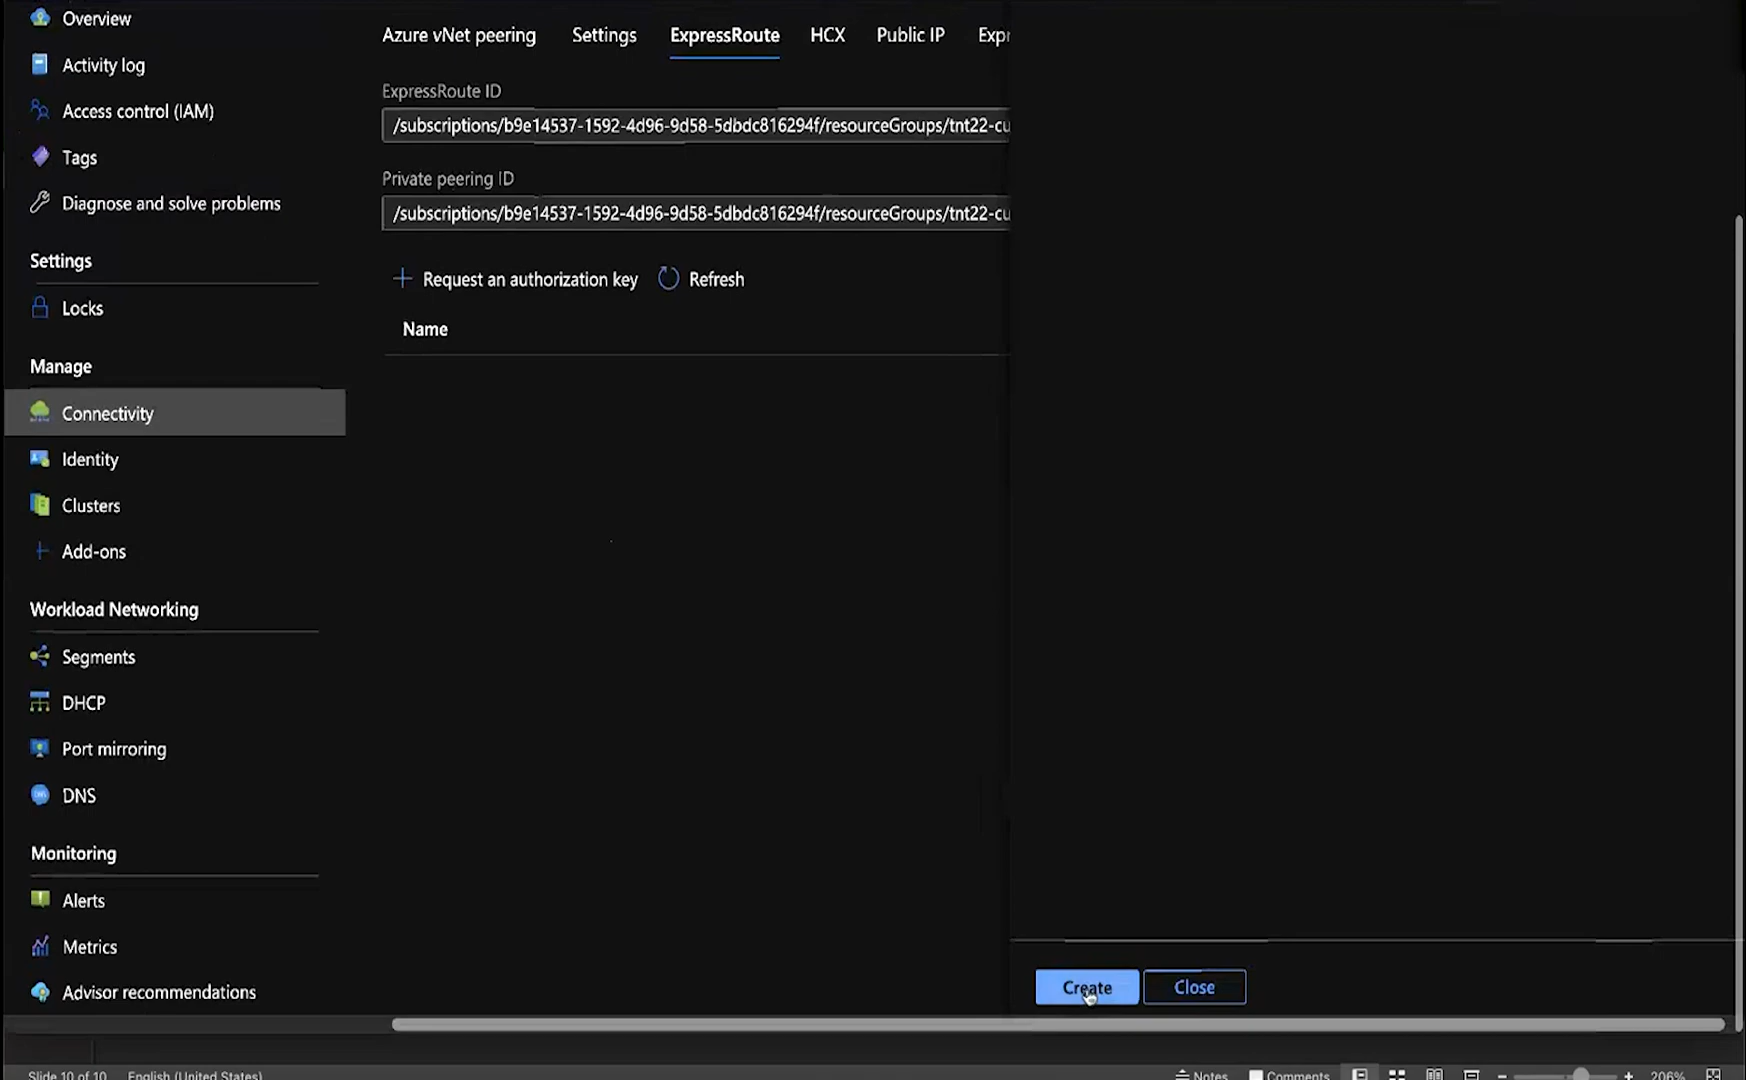 Overview
Activity log
Access control (IAM)
Tags
Diagnose and solve problems
Settings
Locks
Manage
Connectivity
Identity
Clusters
Add-ons
Workload Networking
Segments
DHCP
Port mirroring
DNS
Monitoring
Alerts
Metrics
Advisor recommendations
Azure vNet peering Settings ExpressRoute HCX Public IP Expr
ExpressRoute ID
/subscriptions/b9e14537-1592-4d96-9d58-5dbdc816294f/resourceGroups/tnt22-cu
Private peering ID
/subscriptions/b9e14537-1592-4d96-9d58-5dbdc816294f/resourceGroups/tnt22-cu
Request an authorization key Refresh
Name
Create Close
Slide 10 of 10 English (United States) Notes Comments 206%